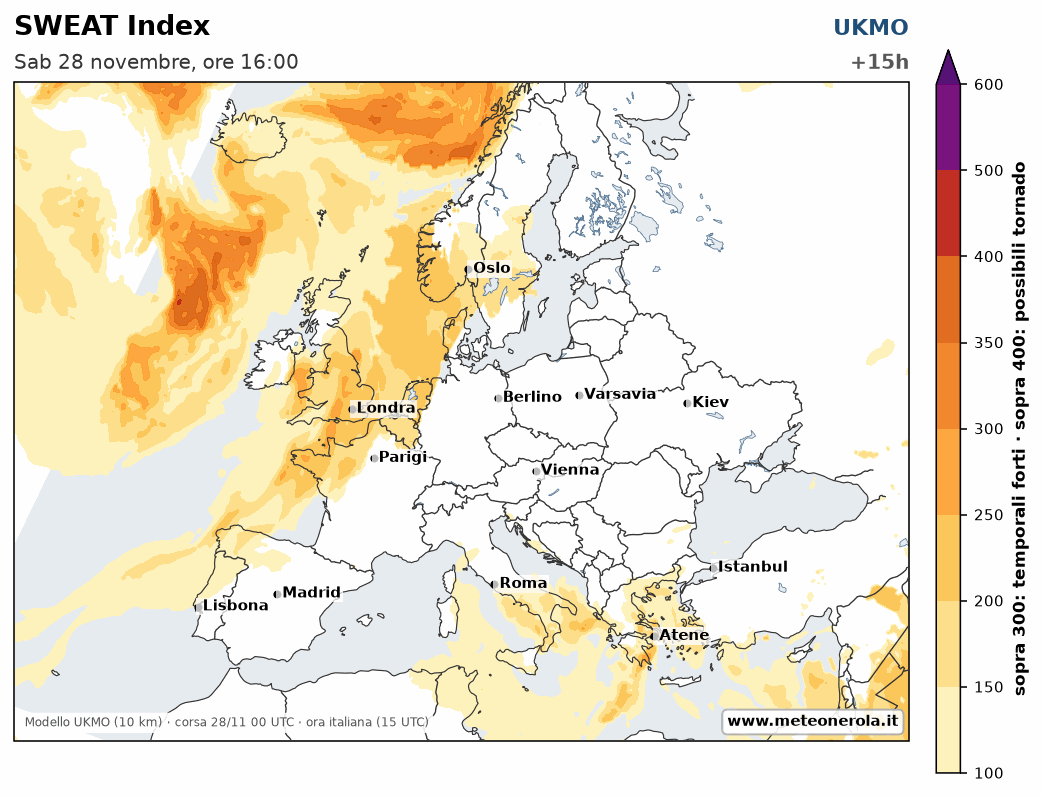 SWEAT Index
UKMO
Sab 28 novembre, ore 16:00
+15h
Oslo
Londra
Berlino
Varsavia
Kiev
Parigi
Vienna
Istanbul
Roma
Madrid
Lisbona
Atene
Modello UKMO (10 km) · corsa 28/11 00 UTC · ora italiana (15 UTC)
www.meteonerola.it
600
500
400
350
300
250
200
150
100
sopra 300: temporali forti · sopra 400: possibili tornado